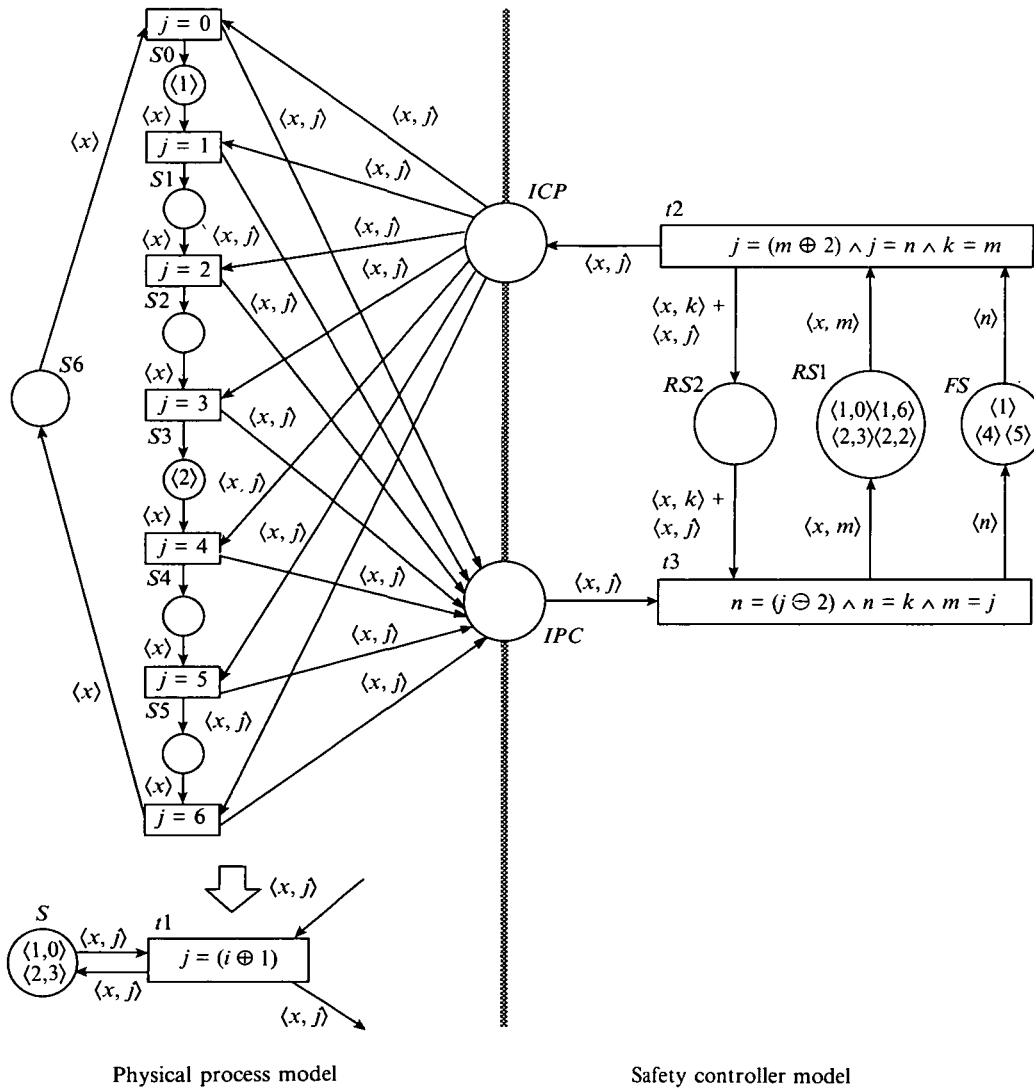 j = 0
S0
⟨1⟩
⟨x⟩
⟨x⟩
⟨x, j⟩
⟨x, j⟩
j = 1
S1
⟨x, j⟩
ICP
⟨x⟩
⟨x, j⟩
⟨x, j⟩
j = 2
⟨x, j⟩
S2
⟨x, j⟩
t2
j = (m ⊕ 2) ∧ j = n ∧ k = m
⟨x, j⟩
⟨x, k⟩ +
⟨x, j⟩
⟨x, m⟩
⟨n⟩
S6
⟨x⟩
j = 3
S3
⟨x, j⟩
RS2
RS1
FS
⟨1,0⟩⟨1,6⟩
⟨2,3⟩⟨2,2⟩
⟨1⟩
⟨4⟩ ⟨5⟩
⟨2⟩
⟨x, j⟩
⟨x⟩
⟨x, j⟩
⟨x, k⟩ +
⟨x, j⟩
⟨x, m⟩
⟨n⟩
j = 4
S4
⟨x, j⟩
⟨x, j⟩
t3
n = (j ⊖ 2) ∧ n = k ∧ m = j
IPC
⟨x⟩
⟨x, j⟩
⟨x⟩
j = 5
S5
⟨x, j⟩
⟨x, j⟩
⟨x⟩
j = 6
⟨x, j⟩
S
t1
⟨1,0⟩
⟨2,3⟩
⟨x, j⟩
⟨x, j⟩
j = (i ⊕ 1)
⟨x, j⟩
Physical process model
Safety controller model